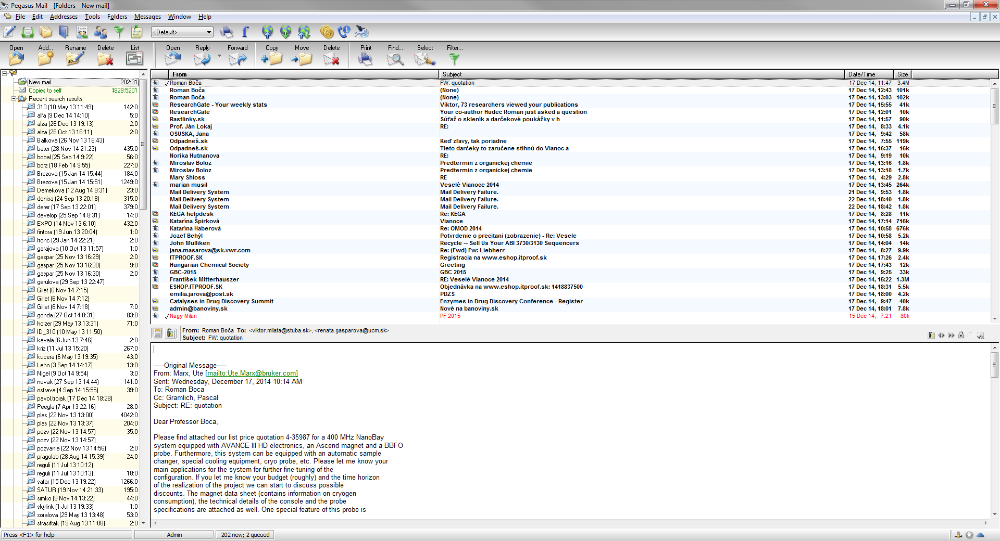 Pegasus Mail - [Folders - New mail]
File Edit Addresses Tools Folders Messages Window Help
<Default>
Open Add... Rename Delete List Open Reply Forward Copy Move Delete Print Find... Select Filter...
New mail 202:31
Copies to self 4828:5201
Recent search results
310 (10 May 13 11:49) 142:0
alfa (9 Dec 14 14:10) 5:0
alza (26 Dec 13 19:13) 2:0
alza (28 Oct 13 16:11) 2:0
Balkova (26 Nov 13 16:43)
bater (28 Nov 14 21:23) 435:0
bobal (25 Sep 14 9:22) 56:0
borz (18 Feb 14 9:55) 227:0
Brezova (15 Jan 14 15:44) 184:0
Brezova (15 Jan 14 15:51) 1249:0
Demekova (12 Aug 14 9:31) 23:0
denisa (24 Sep 13 20:18) 315:0
derer (17 Sep 13 22:01) 379:0
develop (25 Sep 14 8:31) 14:0
EXPO (14 Nov 13 6:10) 432:0
fintora (19 Jun 13 20:04) 1:0
fronc (29 Jan 14 22:21) 2:0
garajova (10 Oct 13 11:57) 1:0
gaspar (25 Nov 13 16:29) 2:0
gaspar (25 Nov 13 16:30) 9:0
gaspar (25 Nov 13 16:30) 2:0
gerulova (29 Sep 13 22:47)
Gilet (6 Nov 14 7:15)
Gillet (6 Nov 14 7:12)
Gillet (6 Nov 14 7:18) 7:0
gonda (27 Oct 14 8:31) 83:0
holzer (29 May 13 13:31) 71:0
ID_310 (10 May 13 11:50)
kavala (6 Jun 13 7:46) 2:0
kriz (11 Jul 13 15:20) 267:0
kucera (6 May 13 19:35) 43:0
Lehn (3 Sep 14 14:17) 13:0
Nigel (9 Oct 14 9:54) 3:0
novak (27 Sep 13 14:44) 141:0
ostrava (4 Sep 14 15:55) 39:0
pavol.troiak (17 Dec 14 18:28)
Peegla (7 Apr 13 22:16) 28:0
plas (22 Nov 13 13:00) 4042:0
plas (22 Nov 13 13:37) 204:0
pozv (22 Nov 13 14:57) 35:0
pozv (22 Nov 13 14:57)
pozvanie (22 Nov 13 14:56) 2:0
pragolab (28 Aug 14 15:39) 24:0
reguli (11 Jul 13 10:12)
reguli (11 Jul 13 10:13) 18:0
safar (15 Dec 13 19:22) 1266:0
SATUR (19 Nov 14 21:33) 195:0
simko (9 Nov 14 13:22) 44:0
skylink (1 Jul 13 19:33) 1:0
soralova (29 May 13 13:48) 53:0
strasiftak (19 Aug 13 11:08) 2:0
From Subject Date/Time Size
Roman Boča FW: quotation 17 Dec 14, 11:47 3.4M
Roman Boča (None) 17 Dec 14, 12:43 101k
Roman Boča (None) 17 Dec 14, 13:03 102k
ResearchGate - Your weekly stats Viktor, 73 researchers viewed your publications 17 Dec 14, 15:55 41k
ResearchGate Your co-author Hudec Roman just asked a question 17 Dec 14, 12:01 10k
Rastlinky.sk Súťaž o skleník a darčekové poukážky v h 17 Dec 14, 11:57 90k
Prof. Ján Lokaj RE: 17 Dec 14, 8:33 4.1k
OSUSKA, Jana 17 Dec 14, 9:42 58k
Odpadneš.sk Keď zľavy, tak poriadne 17 Dec 14, 7:55 119k
Odpadneš.sk Tieto darčeky to zaručene stihnú do Vianoc a 17 Dec 14, 16:37 16k
Norika Hutnanova RE: 17 Dec 14, 9:19 10k
Miroslav Boloz Predtermin z organickej chemie 17 Dec 14, 13:16 1.8k
Miroslav Boloz Predtermin z organickej chemie 17 Dec 14, 13:18 1.7k
Mary Shloss RE 17 Dec 14, 4:29 2.8k
marian musil Veselé Vianoce 2014 17 Dec 14, 13:45 264k
Mail Delivery System Mail Delivery Failure. 21 Dec 14, 9:53 1.8k
Mail Delivery System Mail Delivery Failure. 22 Dec 14, 18:40 1.8k
Mail Delivery System Mail Delivery Failure. 22 Dec 14, 18:42 1.8k
KEGA helpdesk Re: KEGA 17 Dec 14, 8:28 11k
Katarína Špirková Vianoce 17 Dec 14, 17:14 716k
Katarína Haberová Re: OMOD 2014 17 Dec 14, 10:58 676k
Jozef Behýl Potvrdenie o precitani (zobrazenie) - Re: Vesele 17 Dec 14, 10:58 5.2k
John Mulliken Recycle -- Sell Us Your ABI 3730/3130 Sequencers 17 Dec 14, 14:04 14k
jana.masarova@sk.vwr.com Re: (Fwd) Fw: Liebherr 17 Dec 14, 8:27 9.9k
ITPROOF.SK Registracia na www.eshop.itproof.sk 17 Dec 14, 17:26 2.4k
Hungarian Chemical Society Greeting 17 Dec 14, 17:43 12k
GBC-2015 GBC 2015 17 Dec 14, 9:25 33k
František Mitterhauszer RE: Veselé Vianoce 2014 17 Dec 14, 15:22 1.3M
ESHOP.ITPROOF.SK Objednávka na www.eshop.itproof.sk: 1418837500 17 Dec 14, 18:31 5.5k
emilia.jarova@post.sk PDZS 17 Dec 14, 18:00 4.2k
Catalyses in Drug Discovery Summit Enzymes in Drug Discovery Conference - Register 17 Dec 14, 9:47 40k
admin@banoviny.sk Nové na banoviny.sk 17 Dec 14, 18:01 7.8k
Nagy Milan PF 2015 15 Dec 14, 7:21 80k
From: Roman Boča To: <viktor.milata@stuba.sk>, <renata.gasparova@ucm.sk>
Subject: FW: quotation
-----Original Message-----
From: Marx, Ute [mailto:Ute.Marx@bruker.com]
Sent: Wednesday, December 17, 2014 10:14 AM
To: Roman Boca
Cc: Gramlich, Pascal
Subject: RE: quotation
Dear Professor Boca,
Please find attached our list price quotation 4-35987 for a 400 MHz NanoBay
system equipped with AVANCE III HD electronics, an Ascend magnet and a BBFO
probe. Furthermore, this system can be equipped with an automatic sample
changer, special cooling equipment, cryo probe, etc. Please let me know your
main applications for the system for further fine-tuning of the
configuration. If you let me know your budget (roughly) and the time horizon
of the realization of the project we can start to discuss possible
discounts. The magnet data sheet (contains information on cryogen
consumption), the technical details of the console and the probe
specifications are attached as well. One special feature of this probe is
Press <F1> for help Admin 202 new; 2 queued